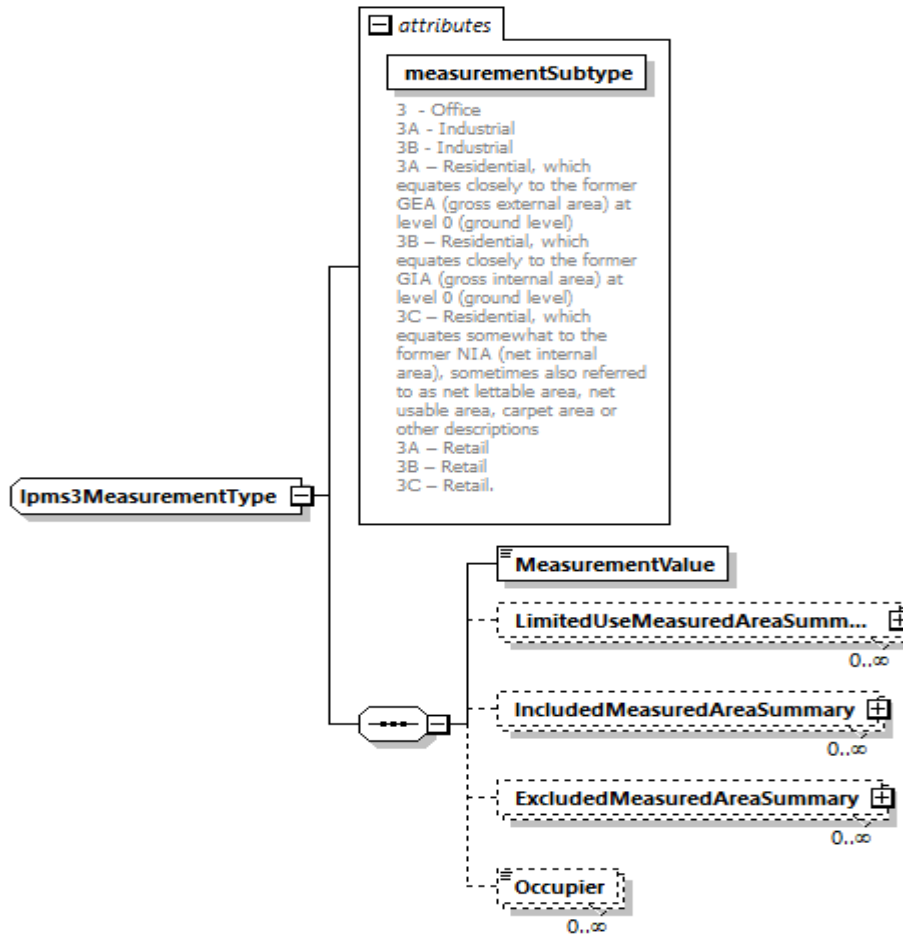 attributes
measurementSubtype
3  - Office
3A - Industrial
3B - Industrial
3A – Residential, which
equates closely to the former
GEA (gross external area) at
level 0 (ground level)
3B – Residential, which
equates closely to the former
GIA (gross internal area) at
level 0 (ground level)
3C – Residential, which
equates somewhat to the
former NIA (net internal
area), sometimes also referred
to as net lettable area, net
usable area, carpet area or
other descriptions
3A – Retail
3B – Retail
3C – Retail.
Ipms3MeasurementType
MeasurementValue
LimitedUseMeasuredAreaSumm...
0..∞
IncludedMeasuredAreaSummary
0..∞
ExcludedMeasuredAreaSummary
0..∞
Occupier
0..∞